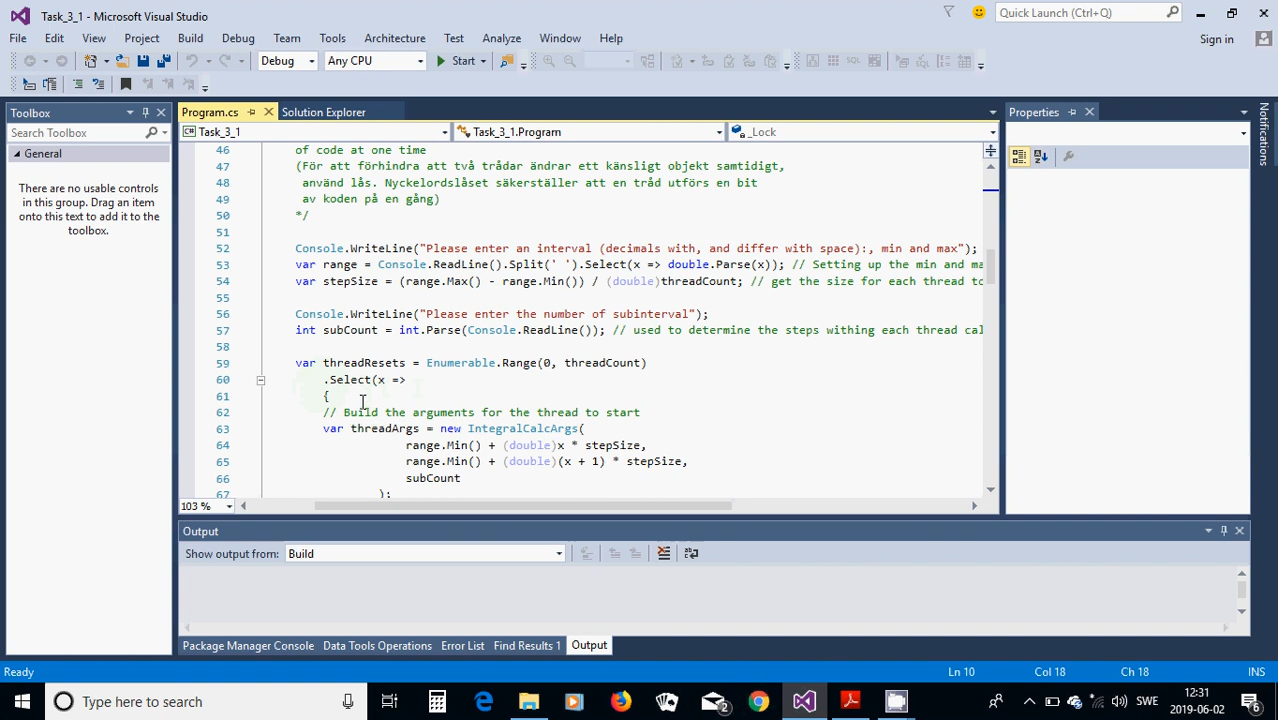 Task_3_1 - Microsoft Visual Studio
Quick Launch (Ctrl+Q)
File Edit View Project Build Debug Team Tools Architecture Test Analyze Window Help
Sign in
Debug Any CPU Start
Toolbox
Search Toolbox
General
There are no usable controls
in this group. Drag an item
onto this text to add it to the
toolbox.
Program.cs Solution Explorer
Task_3_1 Task_3_1.Program _Lock
46 of code at one time
47 (För att förhindra att två trådar ändrar ett känsligt objekt samtidigt,
48 använd lås. Nyckelordslåset säkerställer att en tråd utförs en bit
49 av koden på en gång)
50 */
51
52 Console.WriteLine("Please enter an interval (decimals with, and differ with space):, min and max");
53 var range = Console.ReadLine().Split(' ').Select(x => double.Parse(x)); // Setting up the min and ma
54 var stepSize = (range.Max() - range.Min()) / (double)threadCount; // get the size for each thread to
55
56 Console.WriteLine("Please enter the number of subinterval");
57 int subCount = int.Parse(Console.ReadLine()); // used to determine the steps withing each thread cal
58
59 var threadResets = Enumerable.Range(0, threadCount)
60 .Select(x =>
61 {
62 // Build the arguments for the thread to start
63 var threadArgs = new IntegralCalcArgs(
64 range.Min() + (double)x * stepSize,
65 range.Min() + (double)(x + 1) * stepSize,
66 subCount
67 );
103 %
Properties
Notifications
Output
Show output from: Build
Package Manager Console Data Tools Operations Error List Find Results 1 Output
Ready Ln 10 Col 18 Ch 18 INS
Type here to search
2
SWE
12:31
2019-06-02
6